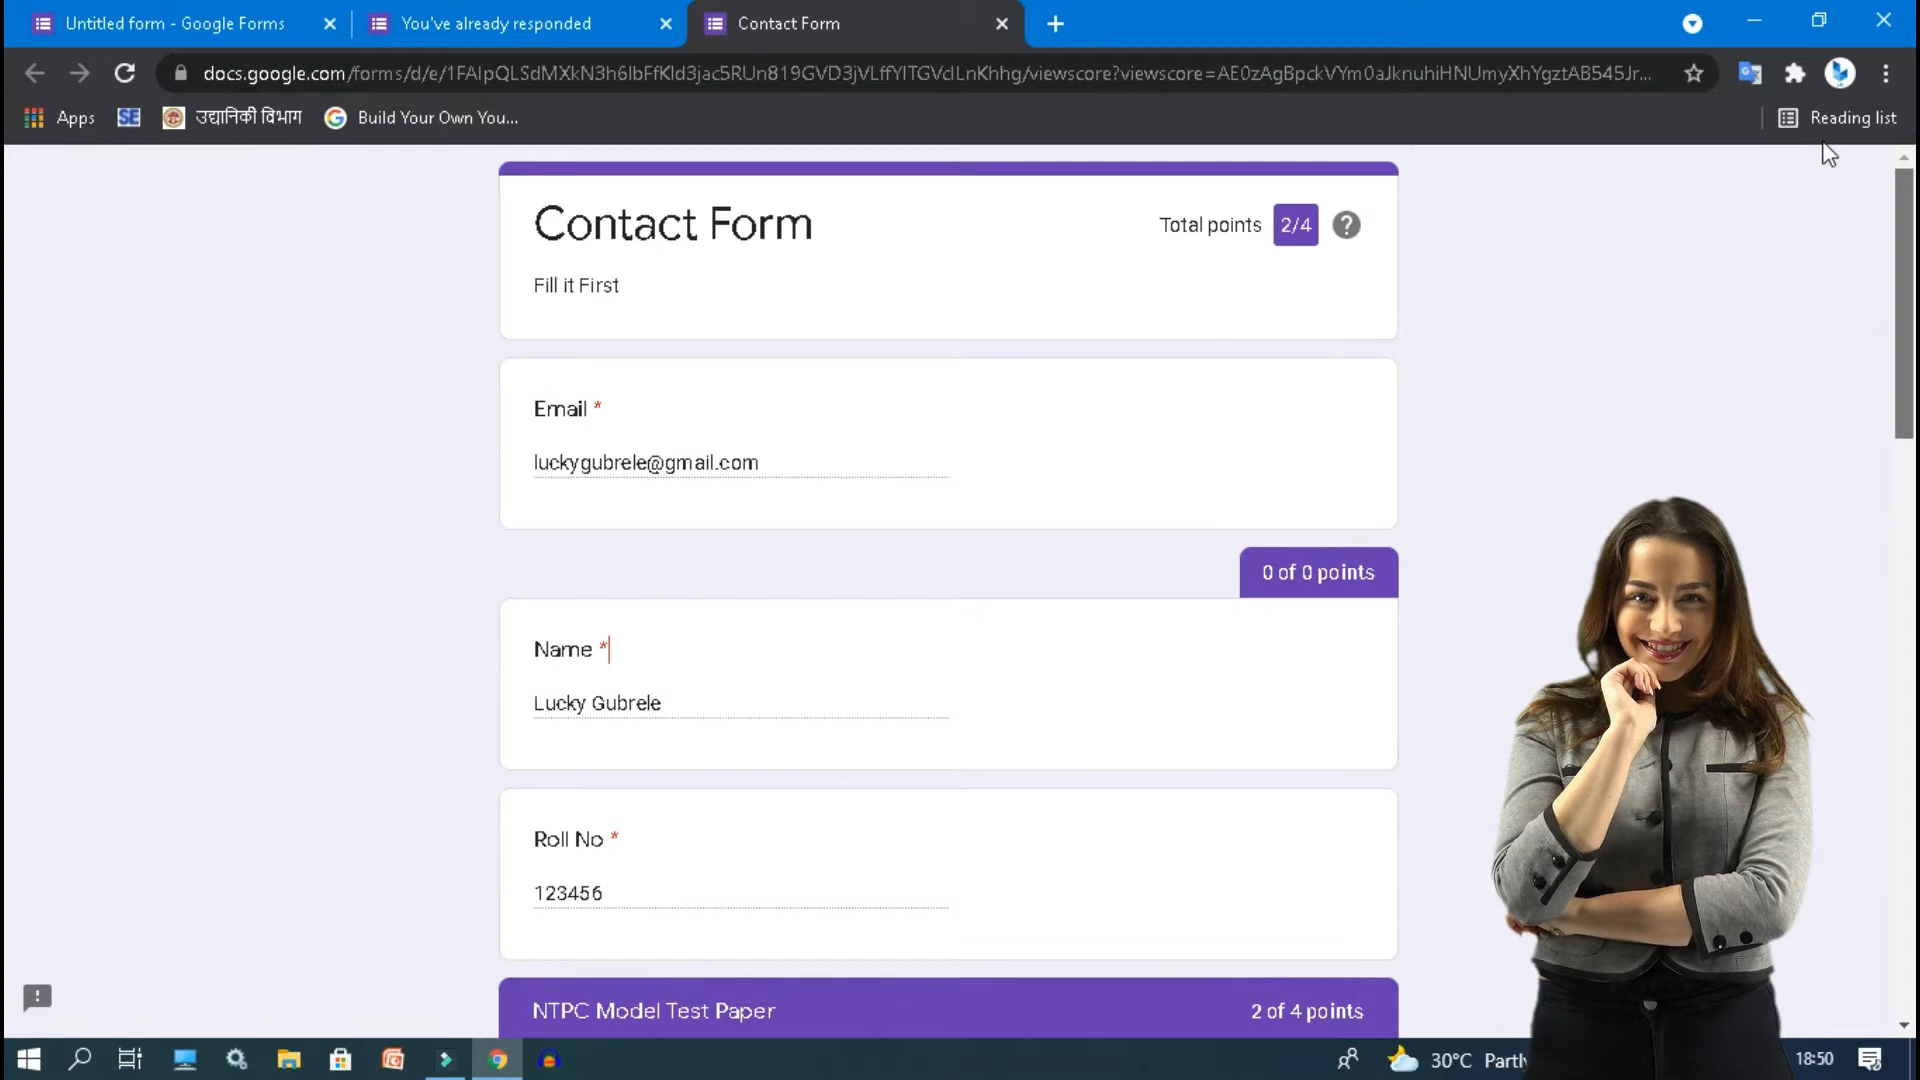 Untitled form - Google Forms
You've already responded
Contact Form
docs.google.com/forms/d/e/1FAIpQLSdMXkN3h6IbFfKld3jac5RUn819GVD3jVLffYITGVcILnKhhg/viewscore?viewscore=AE0zAgBpckVYm0aJknuhiHNUmyXhYgztAB545Jr...
Apps
SE
उद्यानिकी विभाग
Build Your Own You...
Reading list
Contact Form
Total points 2/4
Fill it First
Email *
luckygubrele@gmail.com
0 of 0 points
Name *
Lucky Gubrele
Roll No *
123456
NTPC Model Test Paper
2 of 4 points
30°C
18:50